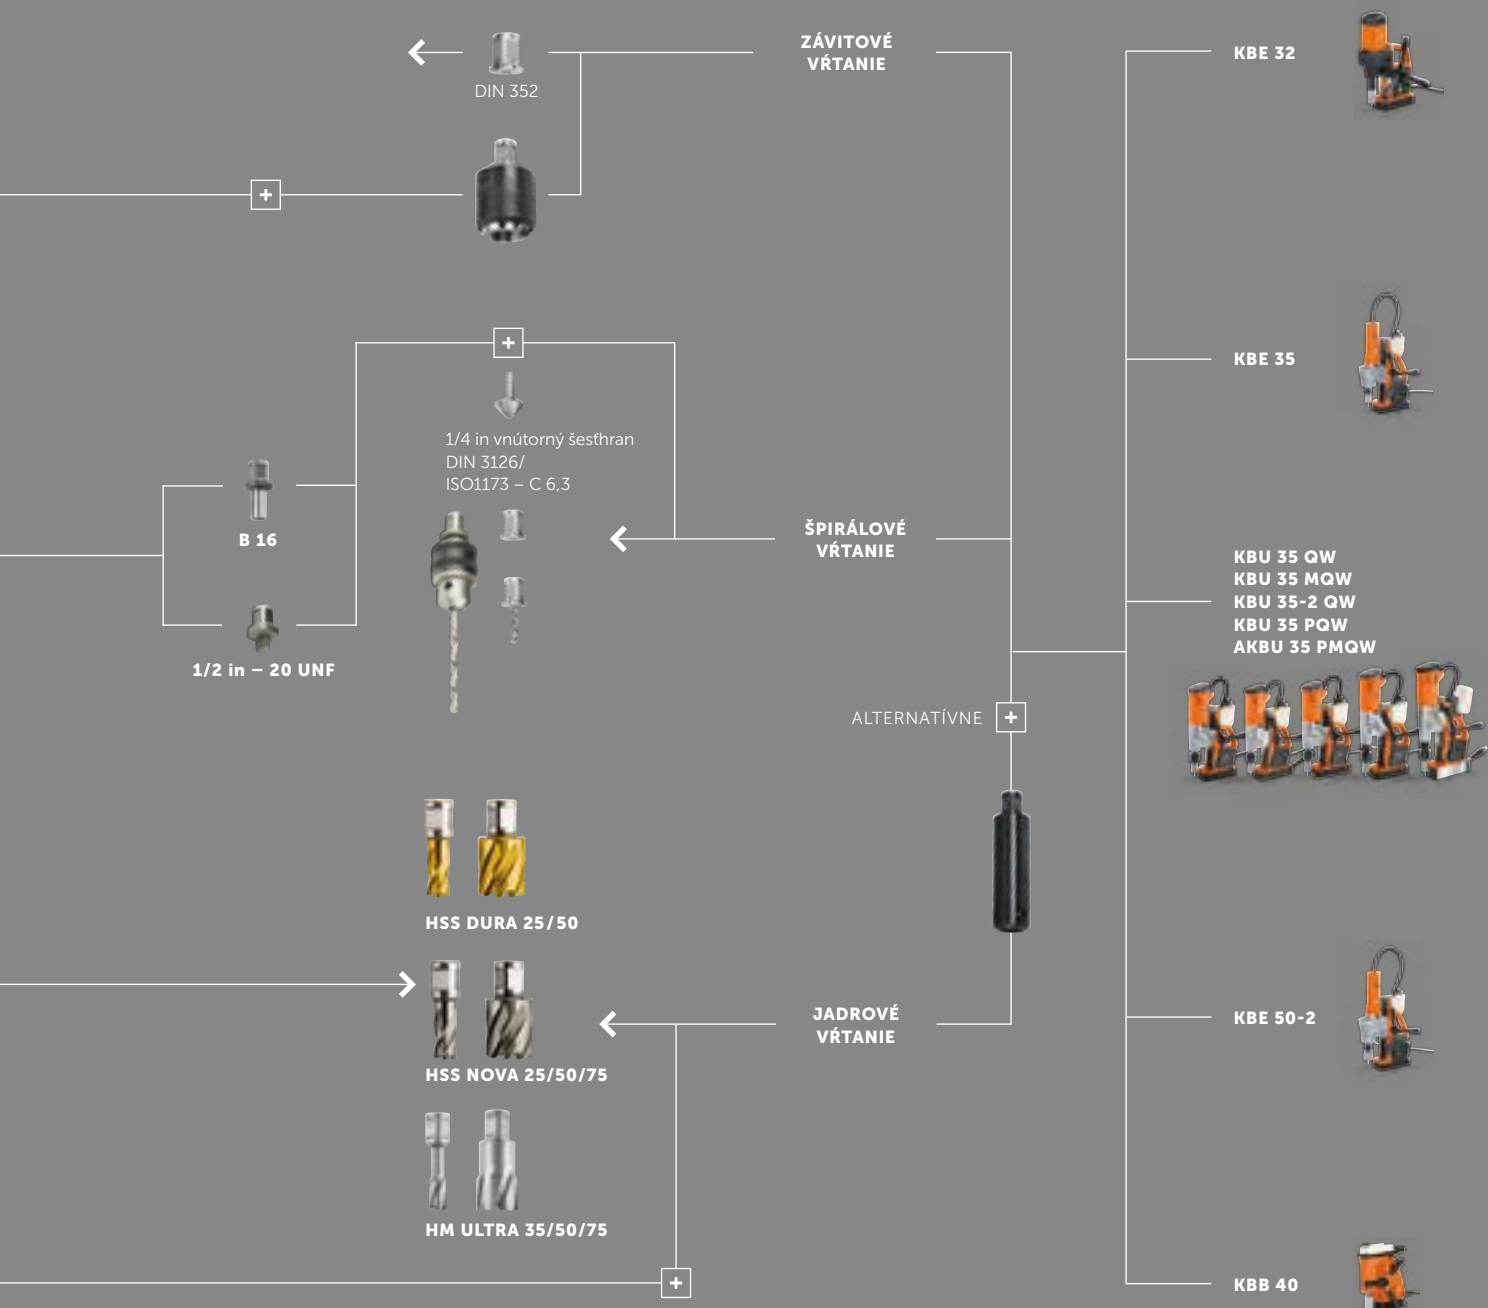 ZÁVITOVÉ
VŔTANIE
DIN 352
KBE 32
KBE 35
1/4 in vnútorný šesťhran
DIN 3126/
ISO1173 – C 6,3
B 16
1/2 in – 20 UNF
ŠPIRÁLOVÉ
VŔTANIE
KBU 35 QW
KBU 35 MQW
KBU 35-2 QW
KBU 35 PQW
AKBU 35 PMQW
ALTERNATÍVNE
HSS DURA 25/50
HSS NOVA 25/50/75
HM ULTRA 35/50/75
JADROVÉ
VŔTANIE
KBE 50-2
KBB 40